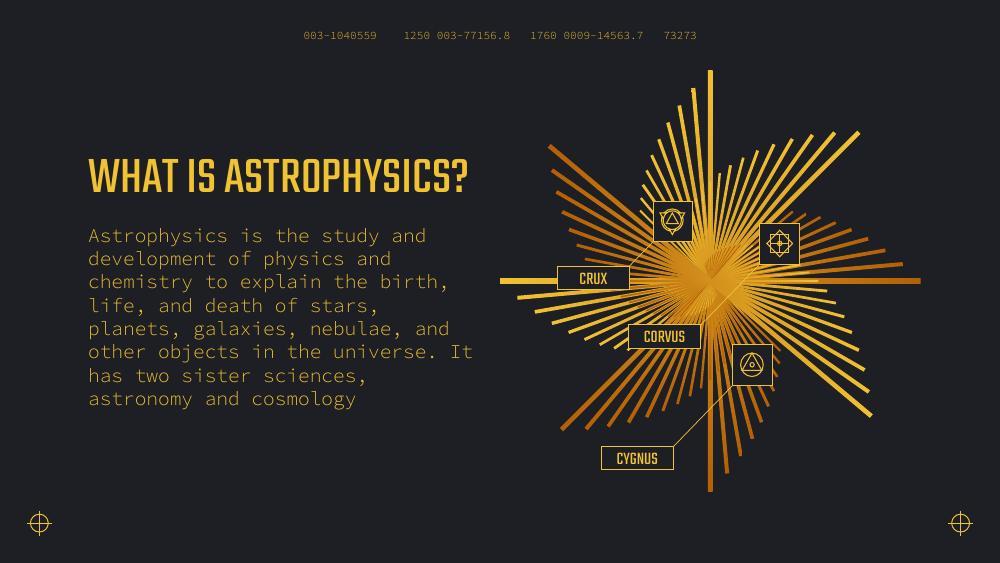 003-1040559 1250 003-77156.8 1760 0009-14563.7 73273
WHAT IS ASTROPHYSICS?
Astrophysics is the study and
development of physics and
chemistry to explain the birth,
life, and death of stars,
planets, galaxies, nebulae, and
other objects in the universe. It
has two sister sciences,
astronomy and cosmology
CRUX
CORVUS
CYGNUS